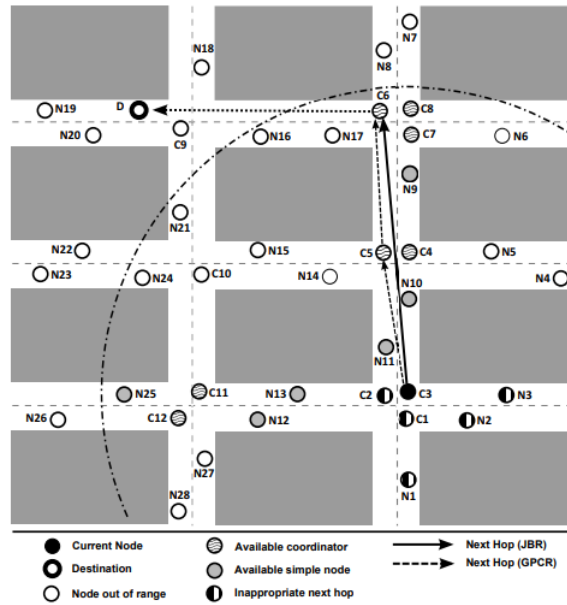 N7
N18
N8
C6
N19
D
C8
N20
C9
N16
N17
C7
N6
N9
N21
N22
N15
C5
C4
N5
N23
N24
C10
N14
N10
N4
N11
N25
C11
N13
C2
C3
N3
N26
C12
N12
C1
N2
N27
N1
N28
Current Node
Available coordinator
Next Hop (JBR)
Destination
Available simple node
Next Hop (GPCR)
Node out of range
Inappropriate next hop